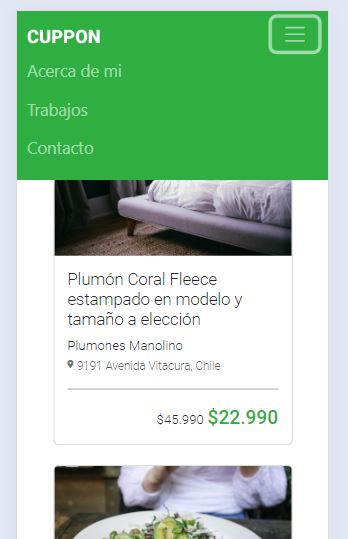 CUPPON
Acerca de mi
Trabajos
Contacto
Plumón Coral Fleece
estampado en modelo y
tamaño a elección
Plumones Manolino
9191 Avenida Vitacura, Chile
$45.990 $22.990